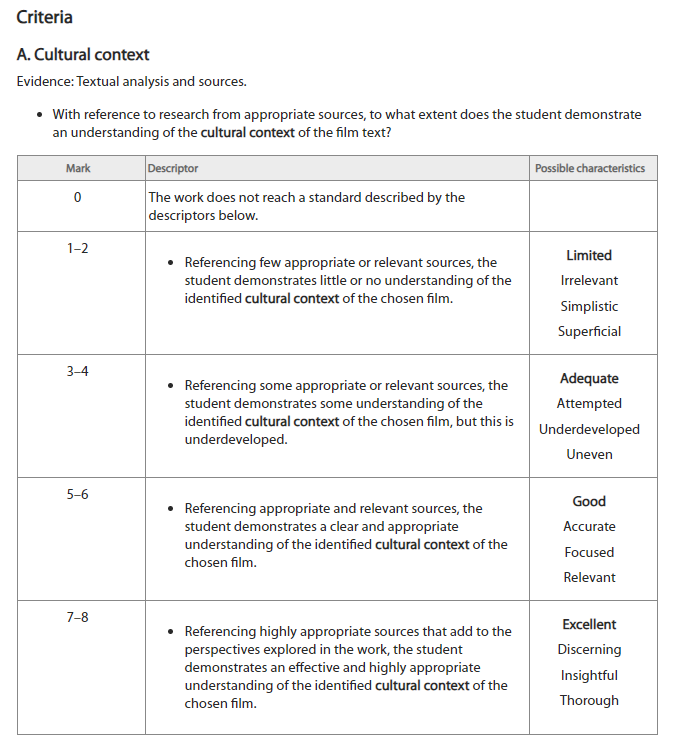 Criteria
A. Cultural context
Evidence: Textual analysis and sources.
• With reference to research from appropriate sources, to what extent does the student demonstrate
an understanding of the cultural context of the film text?
Mark Descriptor Possible characteristics
0 The work does not reach a standard described by the
descriptors below.
1–2
• Referencing few appropriate or relevant sources, the
student demonstrates little or no understanding of the
identified cultural context of the chosen film.
Limited
Irrelevant
Simplistic
Superficial
3–4
• Referencing some appropriate or relevant sources, the
student demonstrates some understanding of the
identified cultural context of the chosen film, but this is
underdeveloped.
Adequate
Attempted
Underdeveloped
Uneven
5–6
• Referencing appropriate and relevant sources, the
student demonstrates a clear and appropriate
understanding of the identified cultural context of the
chosen film.
Good
Accurate
Focused
Relevant
7–8
• Referencing highly appropriate sources that add to the
perspectives explored in the work, the student
demonstrates an effective and highly appropriate
understanding of the identified cultural context of the
chosen film.
Excellent
Discerning
Insightful
Thorough